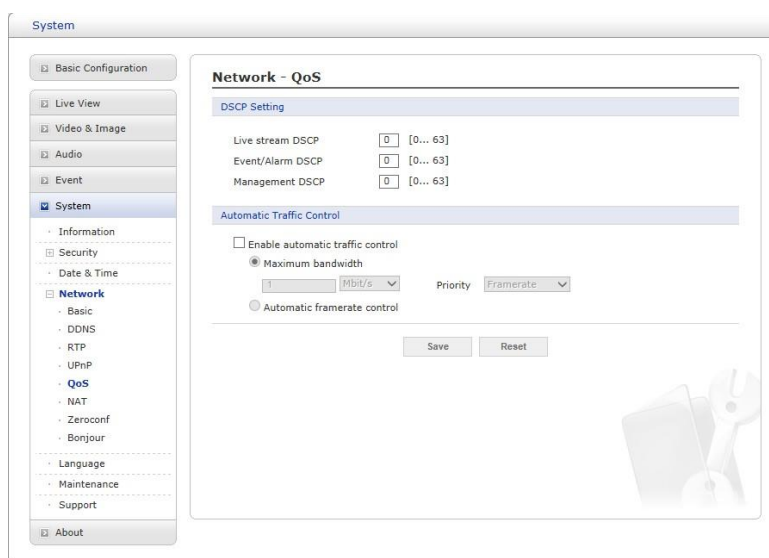 System
Basic Configuration
Live View
Video & Image
Audio
Event
System
Information
Security
Date & Time
Network
Basic
DDNS
RTP
UPnP
QoS
NAT
Zeroconf
Bonjour
Language
Maintenance
Support
About
Network - QoS
DSCP Setting
Live stream DSCP 0 [0... 63]
Event/Alarm DSCP 0 [0... 63]
Management DSCP 0 [0... 63]
Automatic Traffic Control
Enable automatic traffic control
Maximum bandwidth
1 Mbit/s Priority Framerate
Automatic framerate control
Save Reset